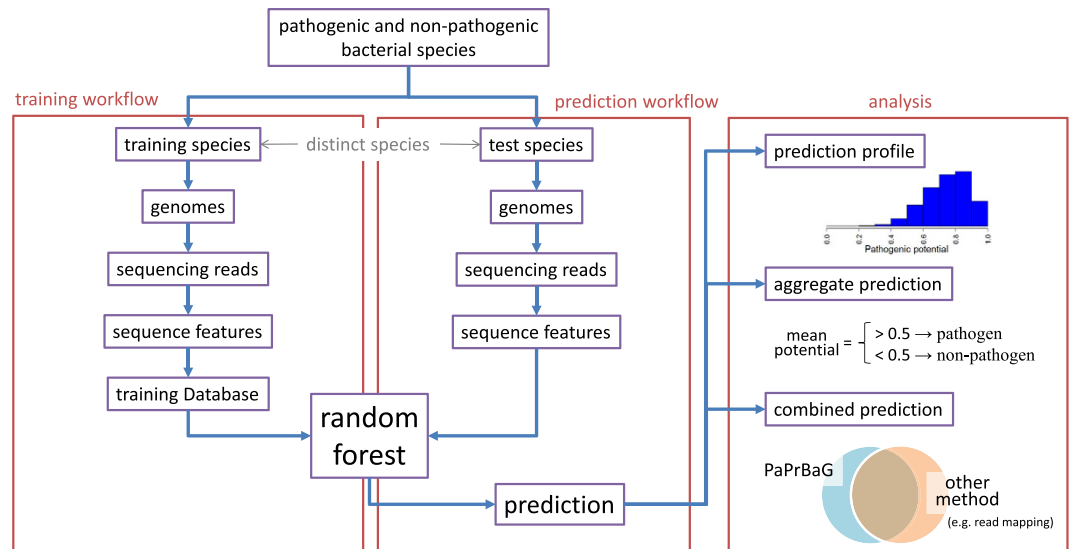 pathogenic and non-pathogenic
bacterial species
training workflow
prediction workflow
analysis
training species
distinct species
test species
prediction profile
genomes
genomes
sequencing reads
sequencing reads
sequence features
sequence features
training Database
random
forest
prediction
0.0 0.2 0.4 0.6 0.8 1.0
Pathogenic potential
aggregate prediction
mean
potential = > 0.5 → pathogen
< 0.5 → non-pathogen
combined prediction
PaPrBaG
other
method
(e.g. read mapping)